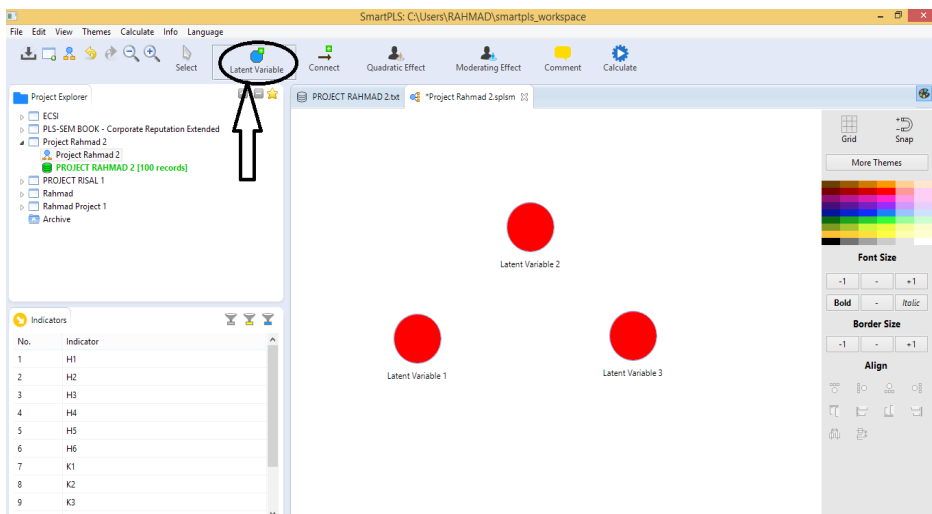 SmartPLS: C:\Users\RAHMAD\smartpls_workspace
File Edit View Themes Calculate Info Language
Select Latent Variable Connect Quadratic Effect Moderating Effect Comment Calculate
Project Explorer
PROJECT RAHMAD 2.txt *Project Rahmad 2.splsm
ECSI
PLS-SEM BOOK - Corporate Reputation Extended
Project Rahmad 2
Project Rahmad 2
PROJECT RAHMAD 2 [100 records]
PROJECT RISAL 1
Rahmad
Rahmad Project 1
Archive
Indicators
No. Indicator
1 H1
2 H2
3 H3
4 H4
5 H5
6 H6
7 K1
8 K2
9 K3
Latent Variable 2
Latent Variable 1
Latent Variable 3
Grid Snap
More Themes
Font Size
-1 - +1
Bold - Italic
Border Size
-1 - +1
Align